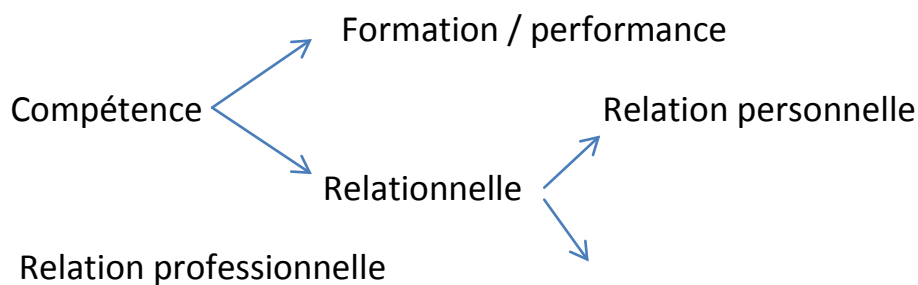 Formation / performance
Compétence
Relation personnelle
Relationnelle
Relation professionnelle